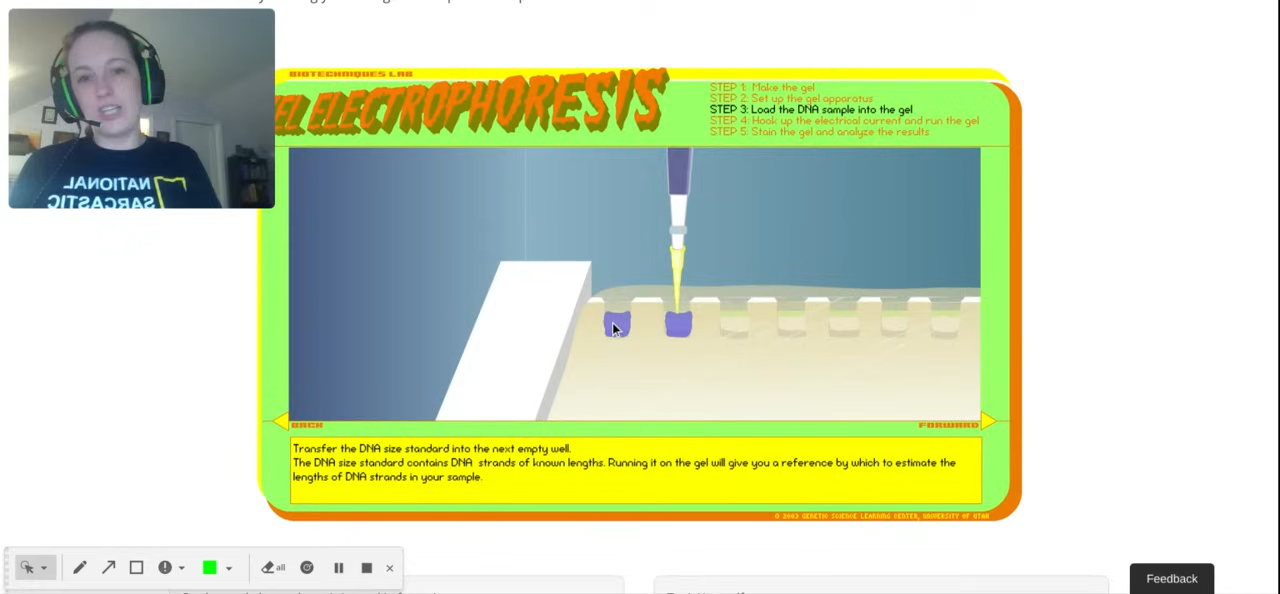 BIOTECHNIQUES LAB
GEL ELECTROPHORESIS
STEP 1: Make the gel
STEP 2: Set up the gel apparatus
STEP 3: Load the DNA sample into the gel
STEP 4: Hook up the electrical current and run the gel
STEP 5: Stain the gel and analyze the results
NATIONAL
SARCASTIC
BACK
FORWARD
Transfer the DNA size standard into the next empty well.
The DNA size standard contains DNA strands of known lengths. Running it on the gel will give you a reference by which to estimate the
lengths of DNA strands in your sample.
© 2003 GENETIC SCIENCE LEARNING CENTER, UNIVERSITY OF UTAH
all
Feedback